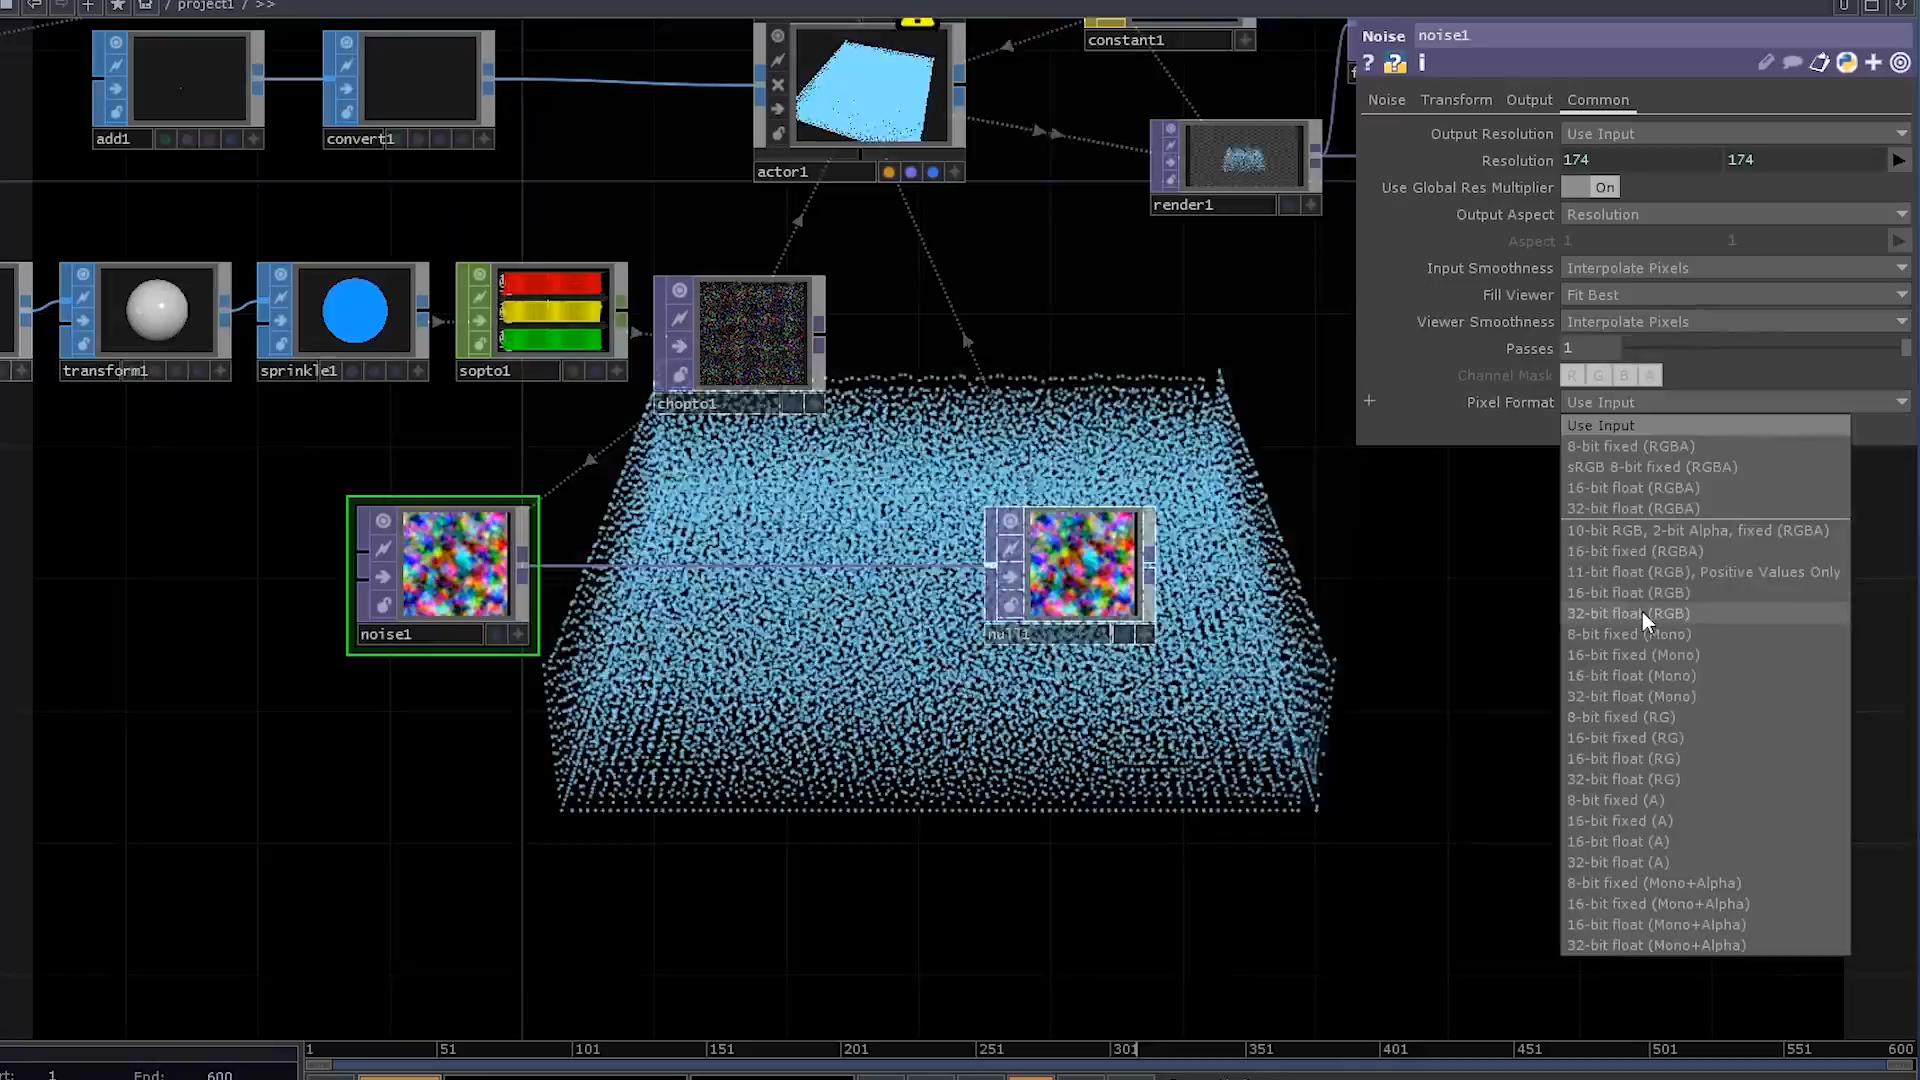 / project1 / >>
constant1
Noise noise1
? ? i
Noise Transform Output Common
Output Resolution Use Input
Resolution 174 174
Use Global Res Multiplier On
Output Aspect Resolution
Aspect 1 1
Input Smoothness Interpolate Pixels
Fill Viewer Fit Best
Viewer Smoothness Interpolate Pixels
Passes 1
Channel Mask R G B A
+ Pixel Format Use Input
Use Input
8-bit fixed (RGBA)
sRGB 8-bit fixed (RGBA)
16-bit float (RGBA)
32-bit float (RGBA)
10-bit RGB, 2-bit Alpha, fixed (RGBA)
16-bit fixed (RGBA)
11-bit float (RGB), Positive Values Only
16-bit float (RGB)
32-bit float (RGB)
8-bit fixed (Mono)
16-bit fixed (Mono)
16-bit float (Mono)
32-bit float (Mono)
8-bit fixed (RG)
16-bit fixed (RG)
16-bit float (RG)
32-bit float (RG)
8-bit fixed (A)
16-bit fixed (A)
16-bit float (A)
32-bit float (A)
8-bit fixed (Mono+Alpha)
16-bit fixed (Mono+Alpha)
16-bit float (Mono+Alpha)
32-bit float (Mono+Alpha)
add1
convert1
actor1
render1
transform1
sprinkle1
sopto1
chopto1
noise1
null1
1 51 101 151 201 251 301 351 401 451 501 551 600
1 End: 600